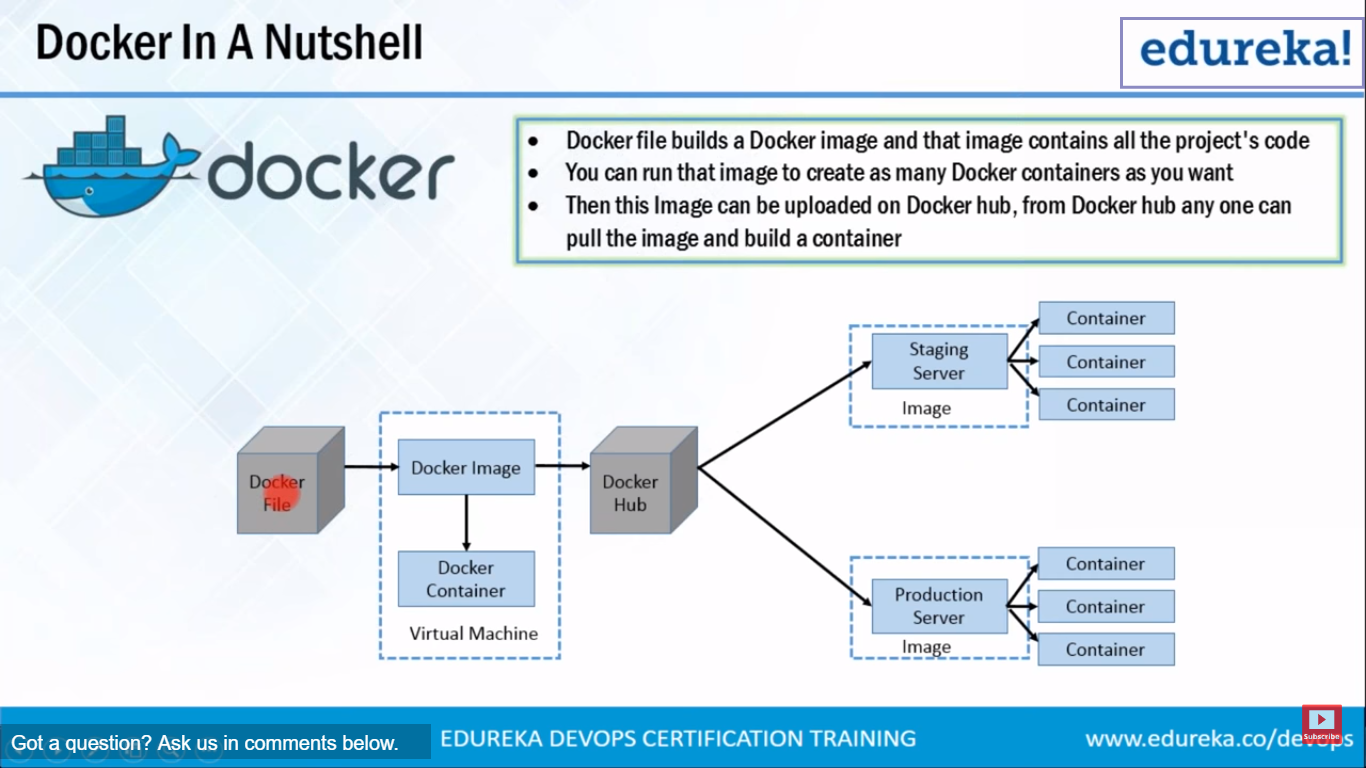 Docker In A Nutshell
edureka!
docker
• Docker file builds a Docker image and that image contains all the project's code
• You can run that image to create as many Docker containers as you want
• Then this Image can be uploaded on Docker hub, from Docker hub any one can
pull the image and build a container
Docker
File
Docker Image
Docker
Container
Virtual Machine
Docker
Hub
Staging
Server
Image
Container
Container
Container
Production
Server
Image
Container
Container
Container
Got a question? Ask us in comments below.
EDUREKA DEVOPS CERTIFICATION TRAINING
www.edureka.co/devops
Subscribe